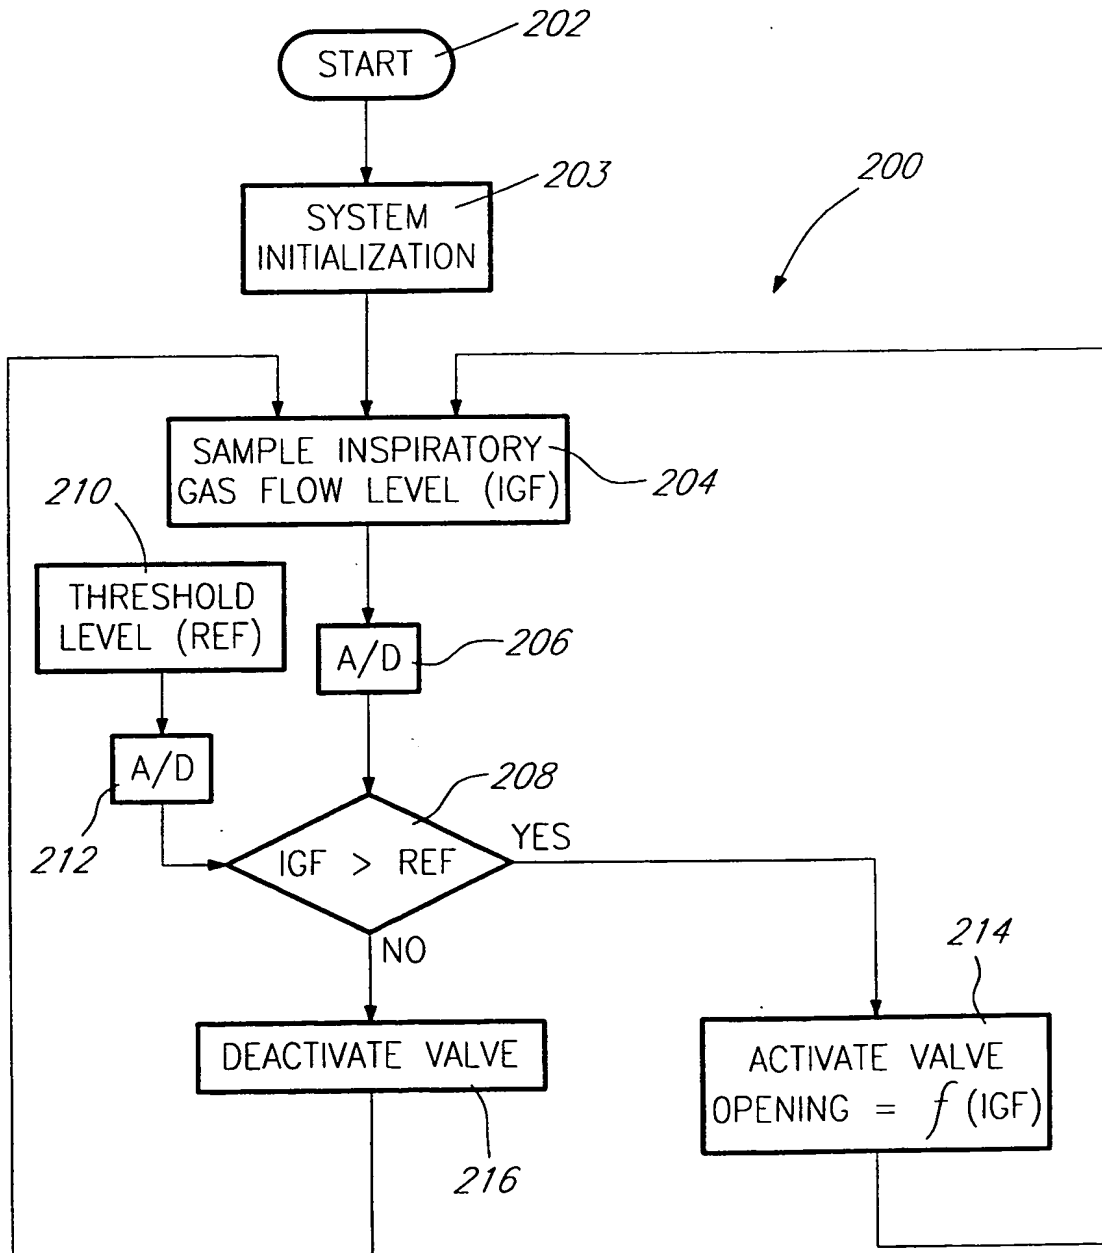 202
START
203
SYSTEM
INITIALIZATION
200
SAMPLE INSPIRATORY
GAS FLOW LEVEL (IGF)
204
210
THRESHOLD
LEVEL (REF)
A/D
206
A/D
212
208
IGF > REF
YES
NO
214
DEACTIVATE VALVE
216
ACTIVATE VALVE
OPENING = f (IGF)